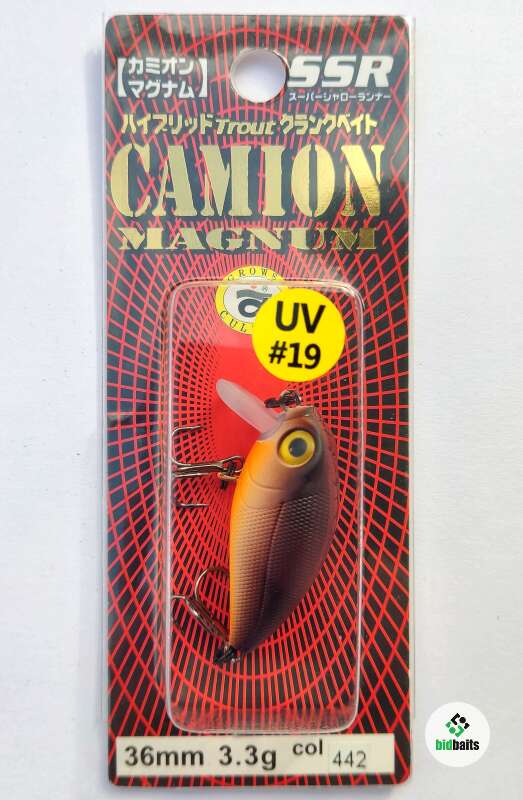 【カミオン
マグナム】
SSR
スーパーシャローランナー
ハイブリッドTroutクランクベイト
CAMION
MAGNUM
GROWS
CUL
UV
#19
36mm 3.3g col 442
bidbaits